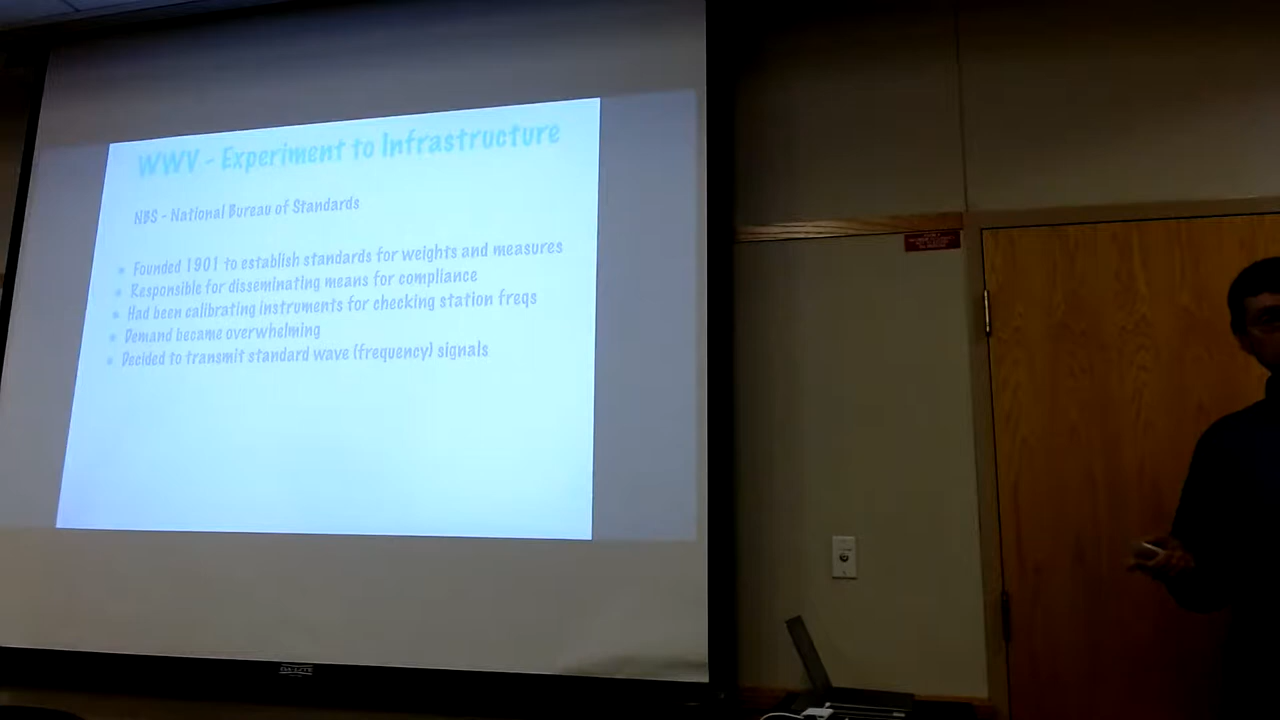 WWV - Experiment to Infrastructure
NBS - National Bureau of Standards
Founded 1901 to establish standards for weights and measures
Responsible for disseminating means for compliance
Had been calibrating instruments for checking station freqs
Demand became overwhelming
Decided to transmit standard wave (frequency) signals
DA-LITE